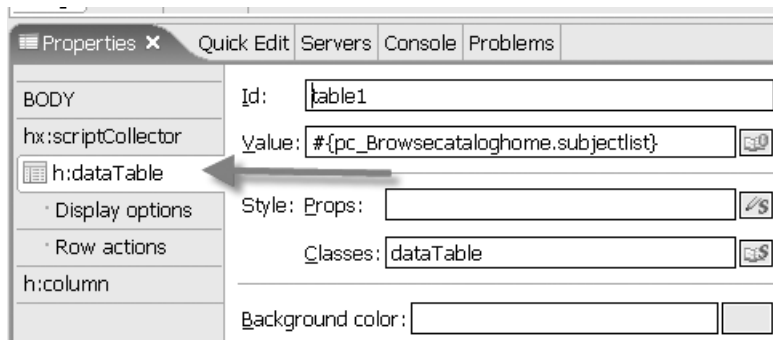 Properties Quick Edit Servers Console Problems
BODY
hx:scriptCollector
h:dataTable
Display options
Row actions
h:column
Id: table1
Value: #{pc_Browsecataloghome.subjectlist}
Style: Props:
Classes: dataTable
Background color: